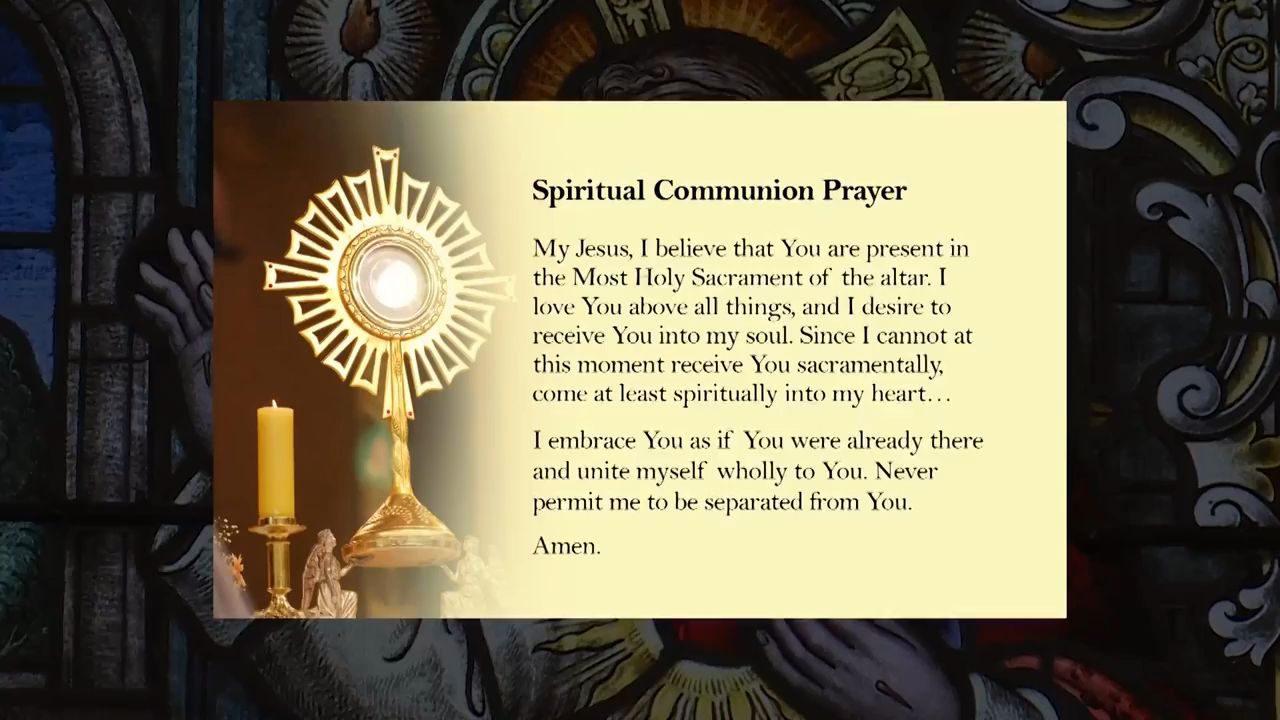 Spiritual Communion Prayer
My Jesus, I believe that You are present in
the Most Holy Sacrament of the altar. I
love You above all things, and I desire to
receive You into my soul. Since I cannot at
this moment receive You sacramentally,
come at least spiritually into my heart…
I embrace You as if You were already there
and unite myself wholly to You. Never
permit me to be separated from You.
Amen.